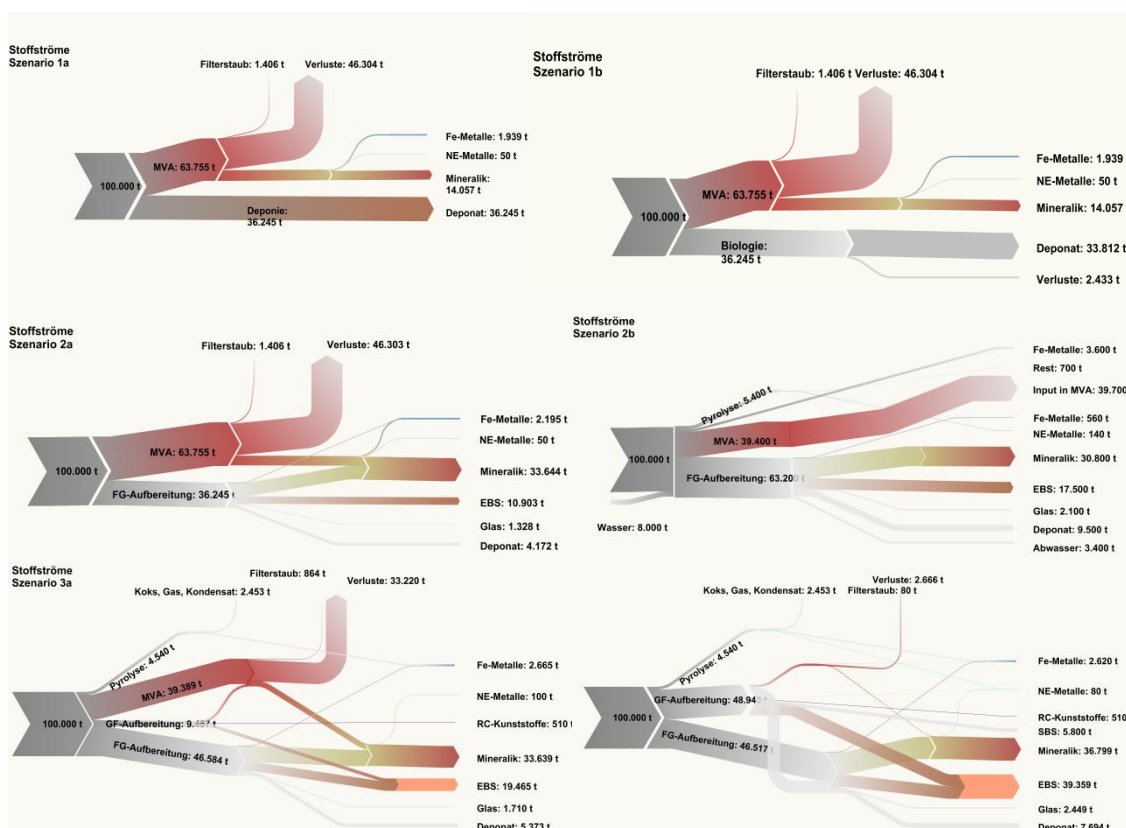 Stoffströme
Szenario 1a
Filterstaub: 1.406 t
Verluste: 46.304 t
Fe-Metalle: 1.939 t
NE-Metalle: 50 t
MVA: 63.755 t
Mineralik:
14.057 t
100.000 t
Deponie:
36.245 t
Deponat: 36.245 t
Stoffströme
Szenario 1b
Filterstaub: 1.406 t
Verluste: 46.304 t
Fe-Metalle: 1.939
NE-Metalle: 50 t
MVA: 63.755 t
Mineralik: 14.057
100.000 t
Biologie:
36.245 t
Deponat: 33.812 t
Verluste: 2.433 t
Stoffströme
Szenario 2a
Filterstaub: 1.406 t
Verluste: 46.303 t
Fe-Metalle: 2.195 t
NE-Metalle: 50 t
MVA: 63.755 t
100.000 t
Mineralik: 33.644 t
FG-Aufbereitung: 36.245 t
EBS: 10.903 t
Glas: 1.328 t
Deponat: 4.172 t
Stoffströme
Szenario 2b
Fe-Metalle: 3.600 t
Rest: 700 t
Pyrolyse: 5.400 t
Input in MVA: 39.700
Fe-Metalle: 560 t
NE-Metalle: 140 t
MVA: 39.400 t
100.000 t
Mineralik: 30.800 t
FG-Aufbereitung: 63.200 t
EBS: 17.500 t
Glas: 2.100 t
Wasser: 8.000 t
Deponat: 9.500 t
Abwasser: 3.400 t
Stoffströme
Szenario 3a
Filterstaub: 864 t
Verluste: 33.220 t
Koks, Gas, Kondensat: 2.453 t
Pyrolyse: 4.540 t
Fe-Metalle: 2.665 t
MVA: 39.389 t
NE-Metalle: 100 t
100.000 t
GF-Aufbereitung: 9.487 t
RC-Kunststoffe: 510 t
FG-Aufbereitung: 46.584 t
Mineralik: 33.639 t
EBS: 19.465 t
Glas: 1.710 t
Deponat: 5.373 t
Verluste: 2.666 t
Koks, Gas, Kondensat: 2.453 t
Filterstaub: 80 t
Pyrolyse: 4.540 t
Fe-Metalle: 2.620 t
NE-Metalle: 80 t
GF-Aufbereitung: 48.943 t
100.000 t
RC-Kunststoffe: 510
SBS: 5.800 t
FG-Aufbereitung: 46.517 t
Mineralik: 36.799 t
EBS: 39.359 t
Glas: 2.449 t
Deponat: 7.694 t